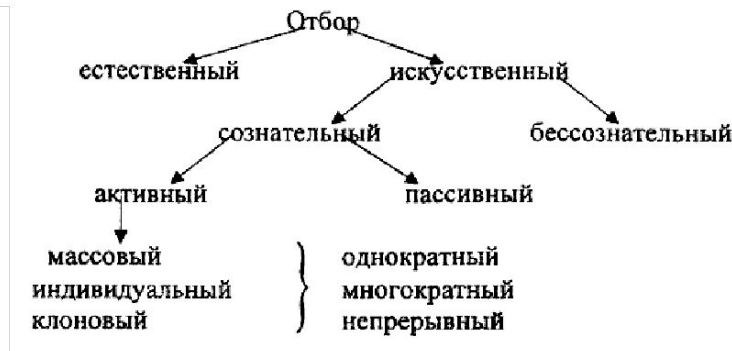 Отбор
естественный искусственный
сознательный бессознательный
активный пассивный
массовый однократный
индивидуальный многократный
клоновый непрерывный